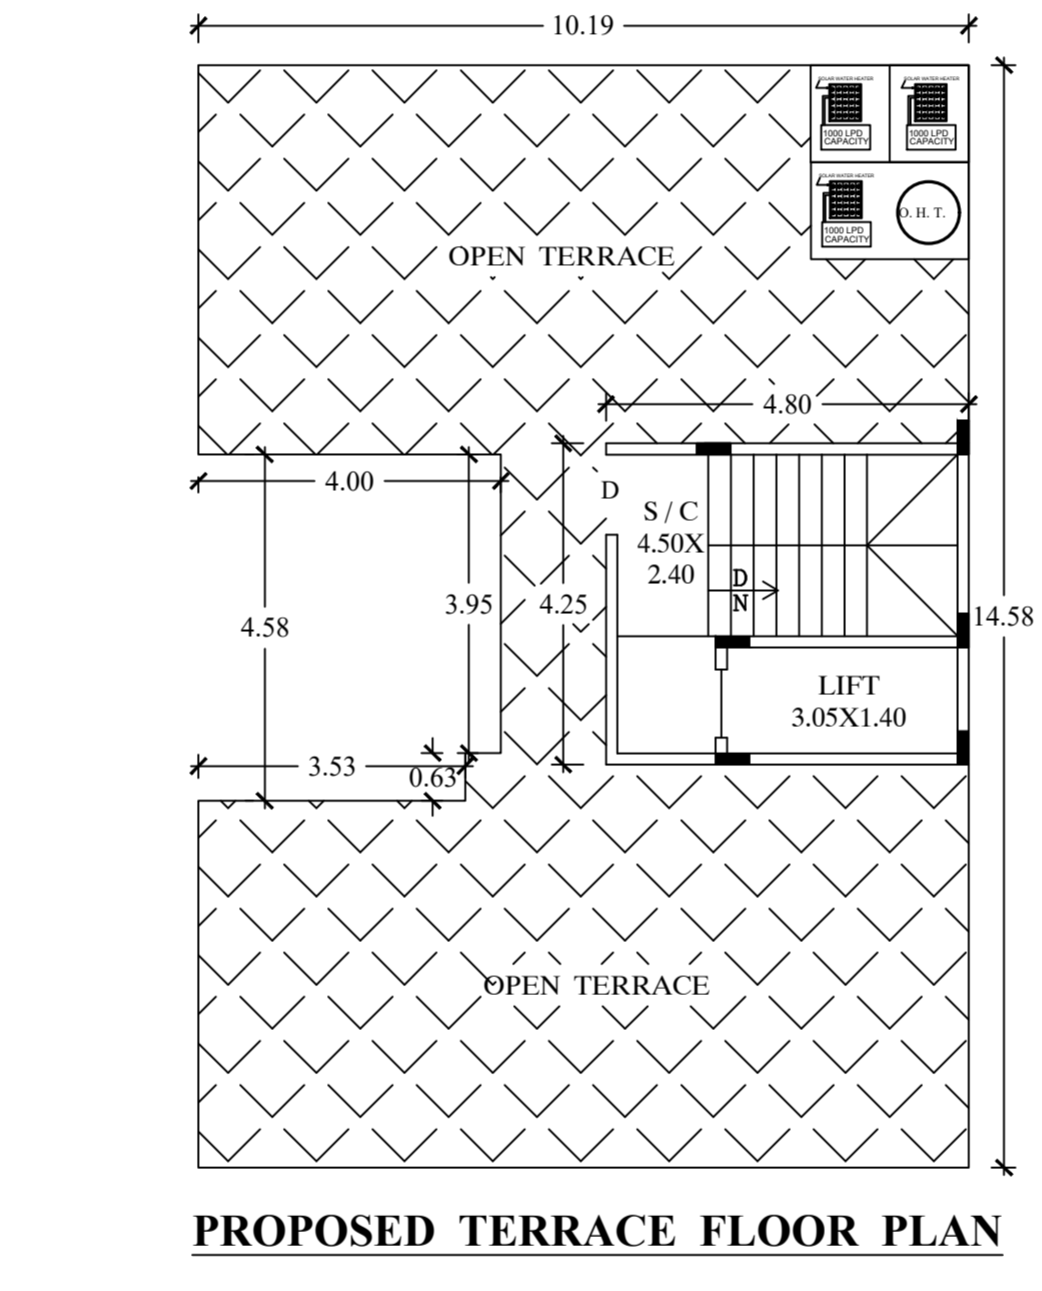 10.19
SOLAR WATER HEATER
SOLAR WATER HEATER
1000 LPD
CAPACITY
1000 LPD
CAPACITY
SOLAR WATER HEATER
1000 LPD
CAPACITY
O. H. T.
OPEN TERRACE
4.80
4.00
D
S / C
4.50X
2.40
D
N
4.58
3.95
4.25
14.58
LIFT
3.05X1.40
3.53
0.63
OPEN TERRACE
PROPOSED TERRACE FLOOR PLAN